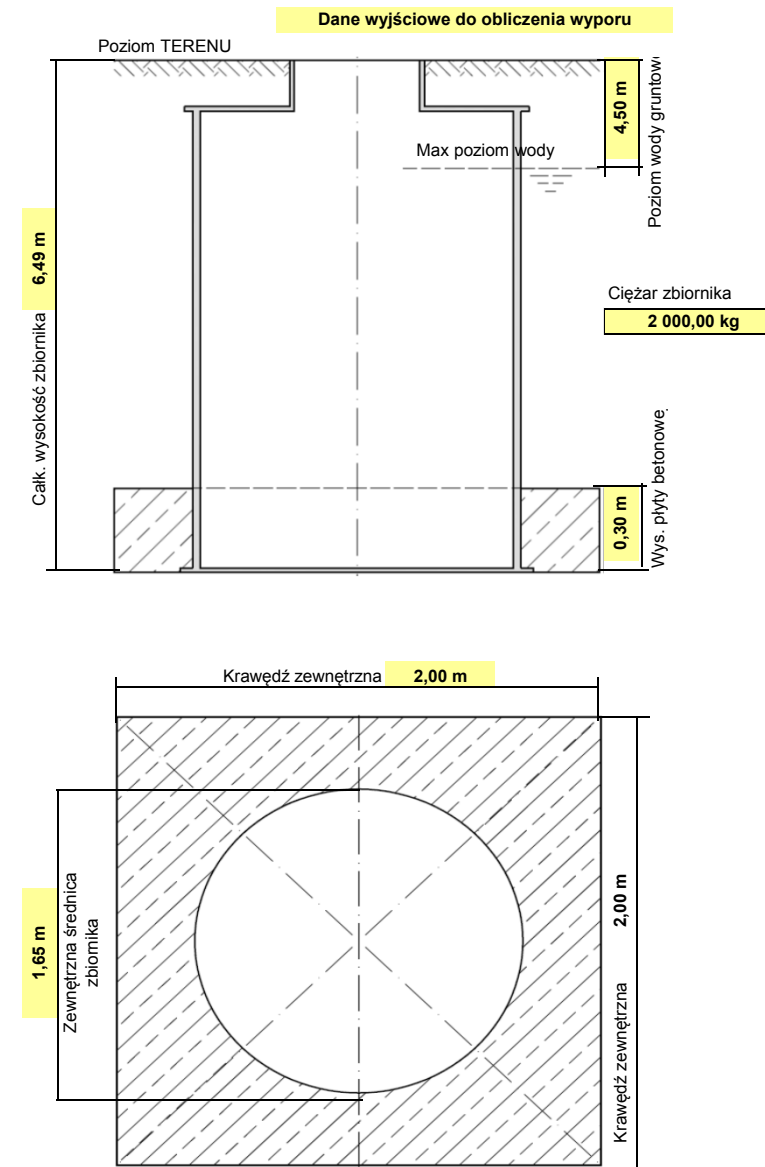 Dane wyjściowe do obliczenia wyporu
Poziom TERENU
4,50 m
Poziom wody gruntowe
Max poziom wody
6,49 m
Całk. wysokość zbiornika
Ciężar zbiornika
2 000,00 kg
0,30 m
Wys. płyty betonowej
Krawędź zewnętrzna 2,00 m
1,65 m
Zewnętrzna średnica
zbiornika
2,00 m
Krawędź zewnętrzna